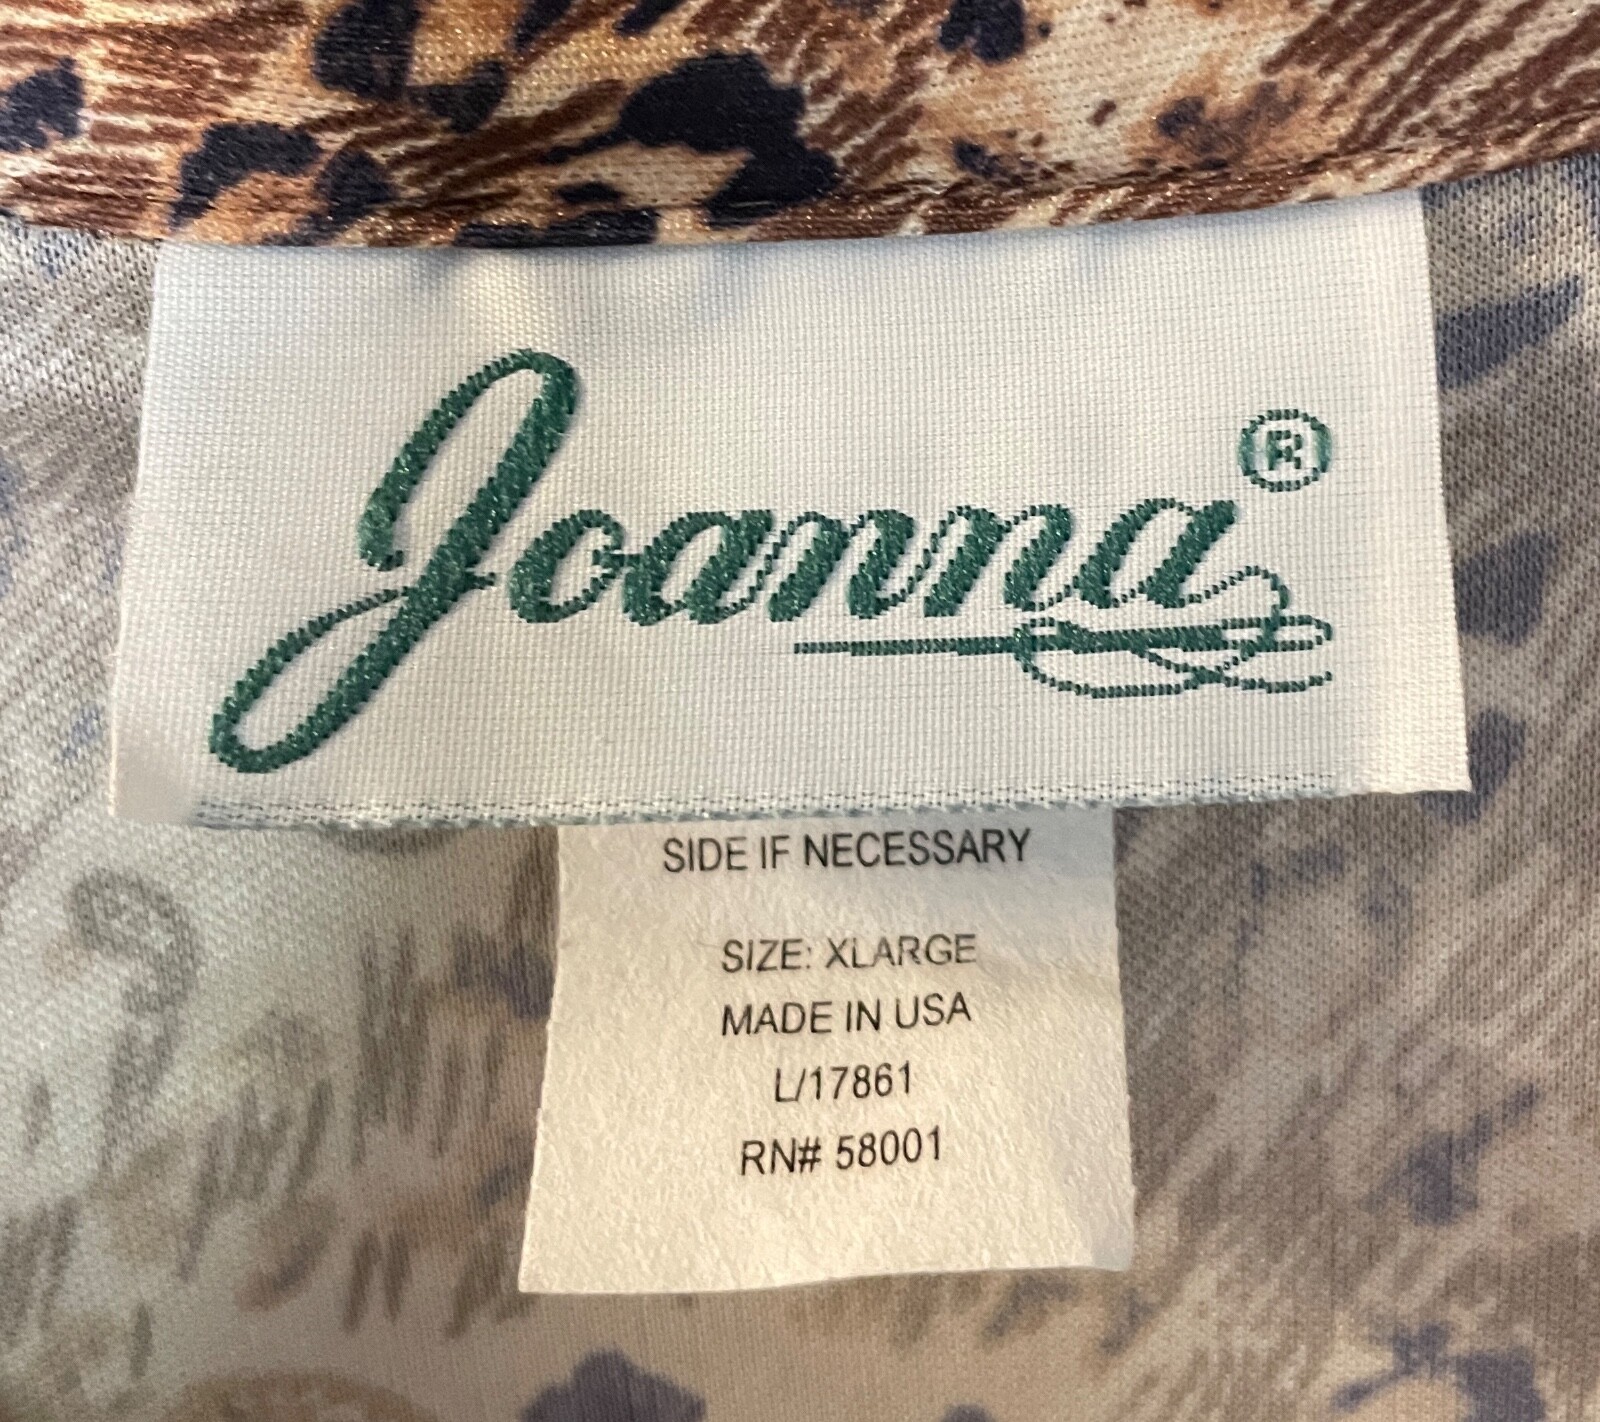 Joanna®
SIDE IF NECESSARY
SIZE: XLARGE
MADE IN USA
L/17861
RN# 58001